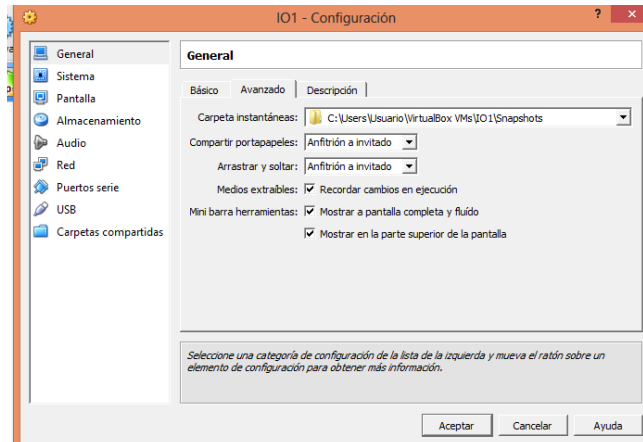 IO1 - Configuración
?
General
Sistema
Pantalla
Almacenamiento
Audio
Red
Puertos serie
USB
Carpetas compartidas
General
Básico Avanzado Descripción
Carpeta instantáneas: C:\Users\Usuario\VirtualBox VMs\IO1\Snapshots
Compartir portapapeles: Anfitrión a invitado
Arrastrar y soltar: Anfitrión a invitado
Medios extraíbles: Recordar cambios en ejecución
Mini barra herramientas: Mostrar a pantalla completa y fluído
Mostrar en la parte superior de la pantalla
Seleccione una categoría de configuración de la lista de la izquierda y mueva el ratón sobre un
elemento de configuración para obtener más información.
Aceptar Cancelar Ayuda